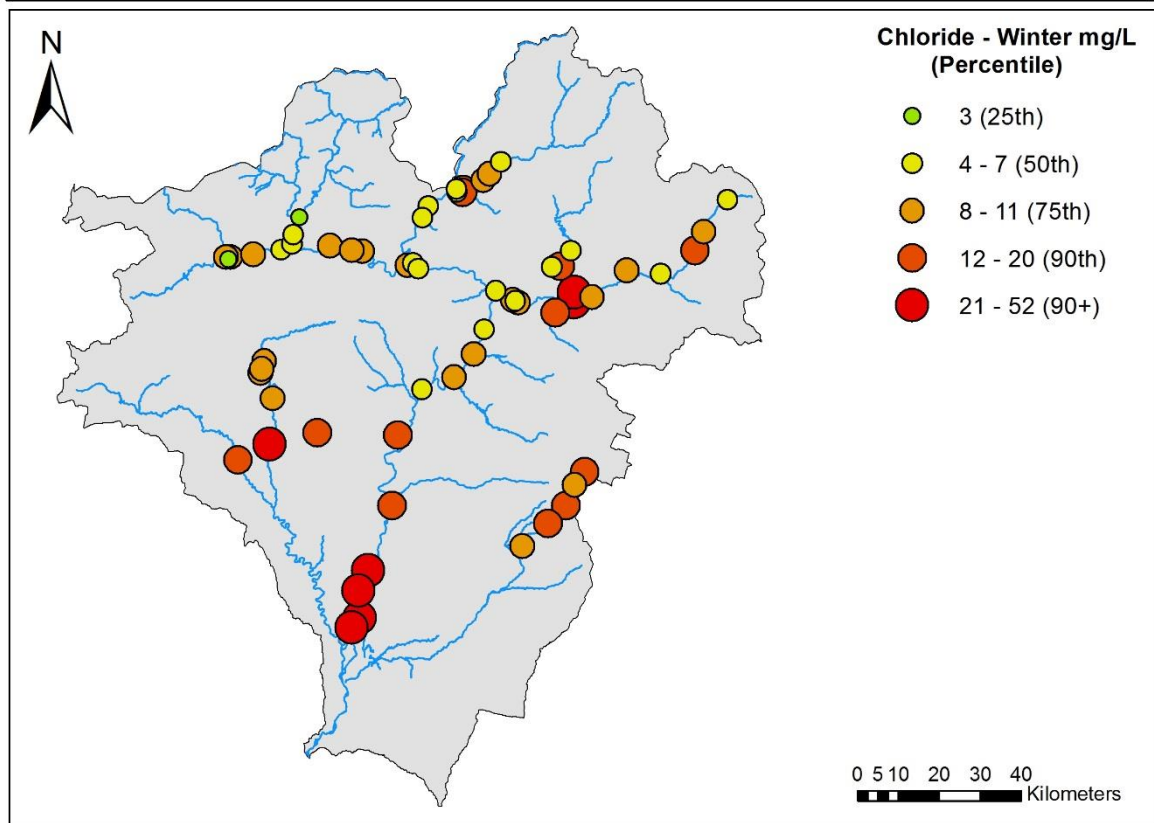 N
Chloride - Winter mg/L
(Percentile)
3 (25th)
4 - 7 (50th)
8 - 11 (75th)
12 - 20 (90th)
21 - 52 (90+)
0 5 10 20 30 40
Kilometers